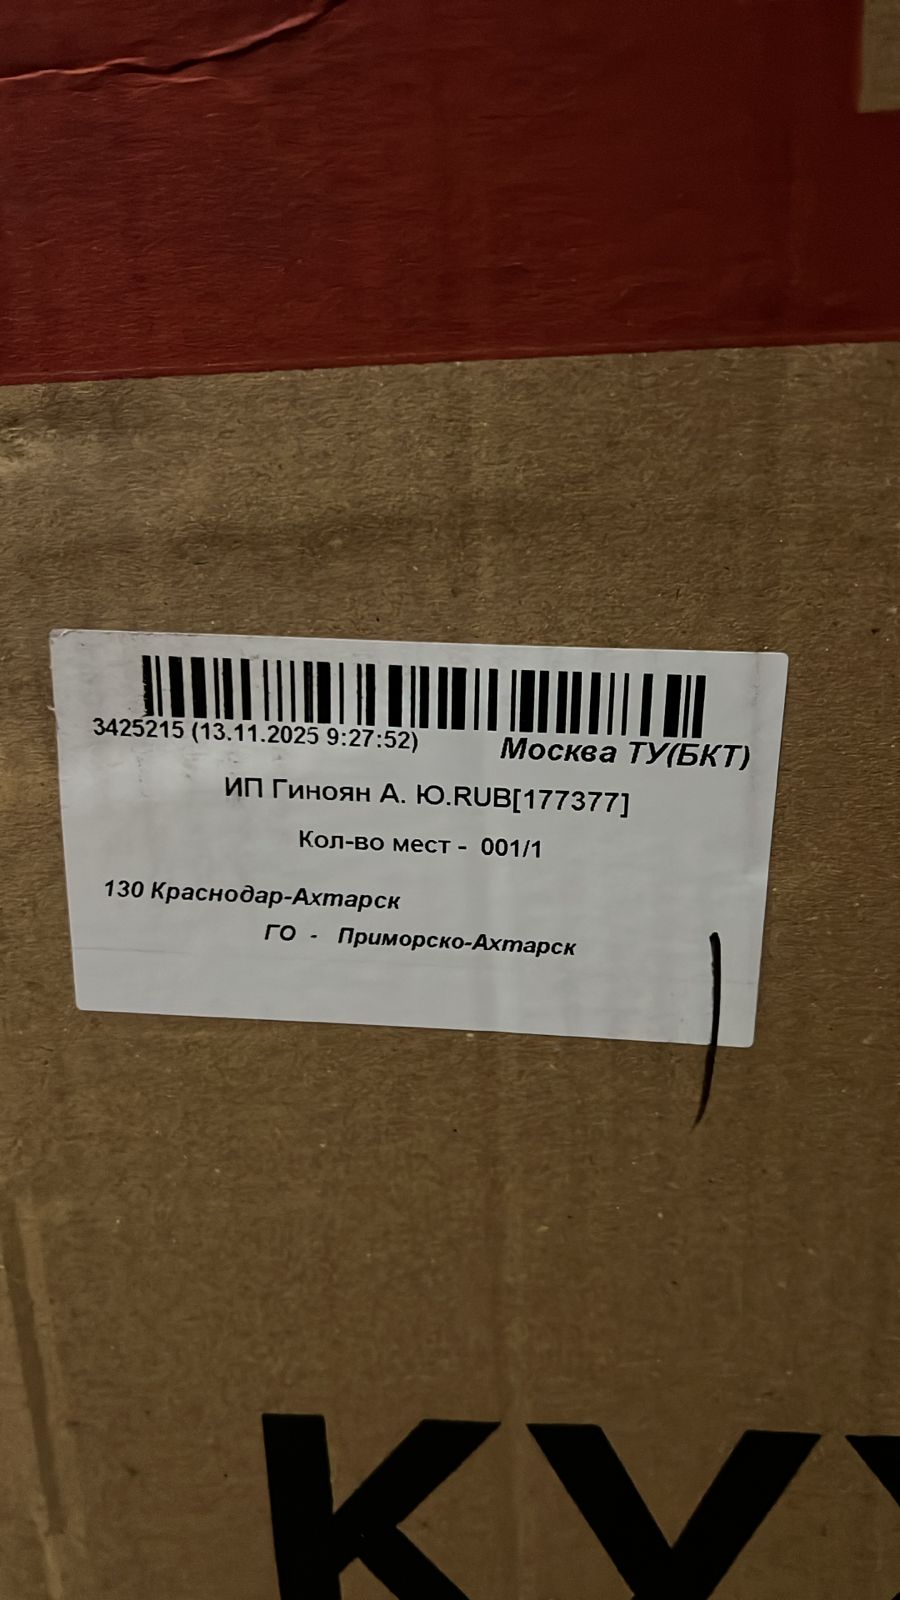 3425215 (13.11.2025 9:27:52)
Москва ТУ(БКТ)
ИП Гиноян А. Ю.RUB[177377]
Кол-во мест - 001/1
130 Краснодар-Ахтарск
ГО - Приморско-Ахтарск